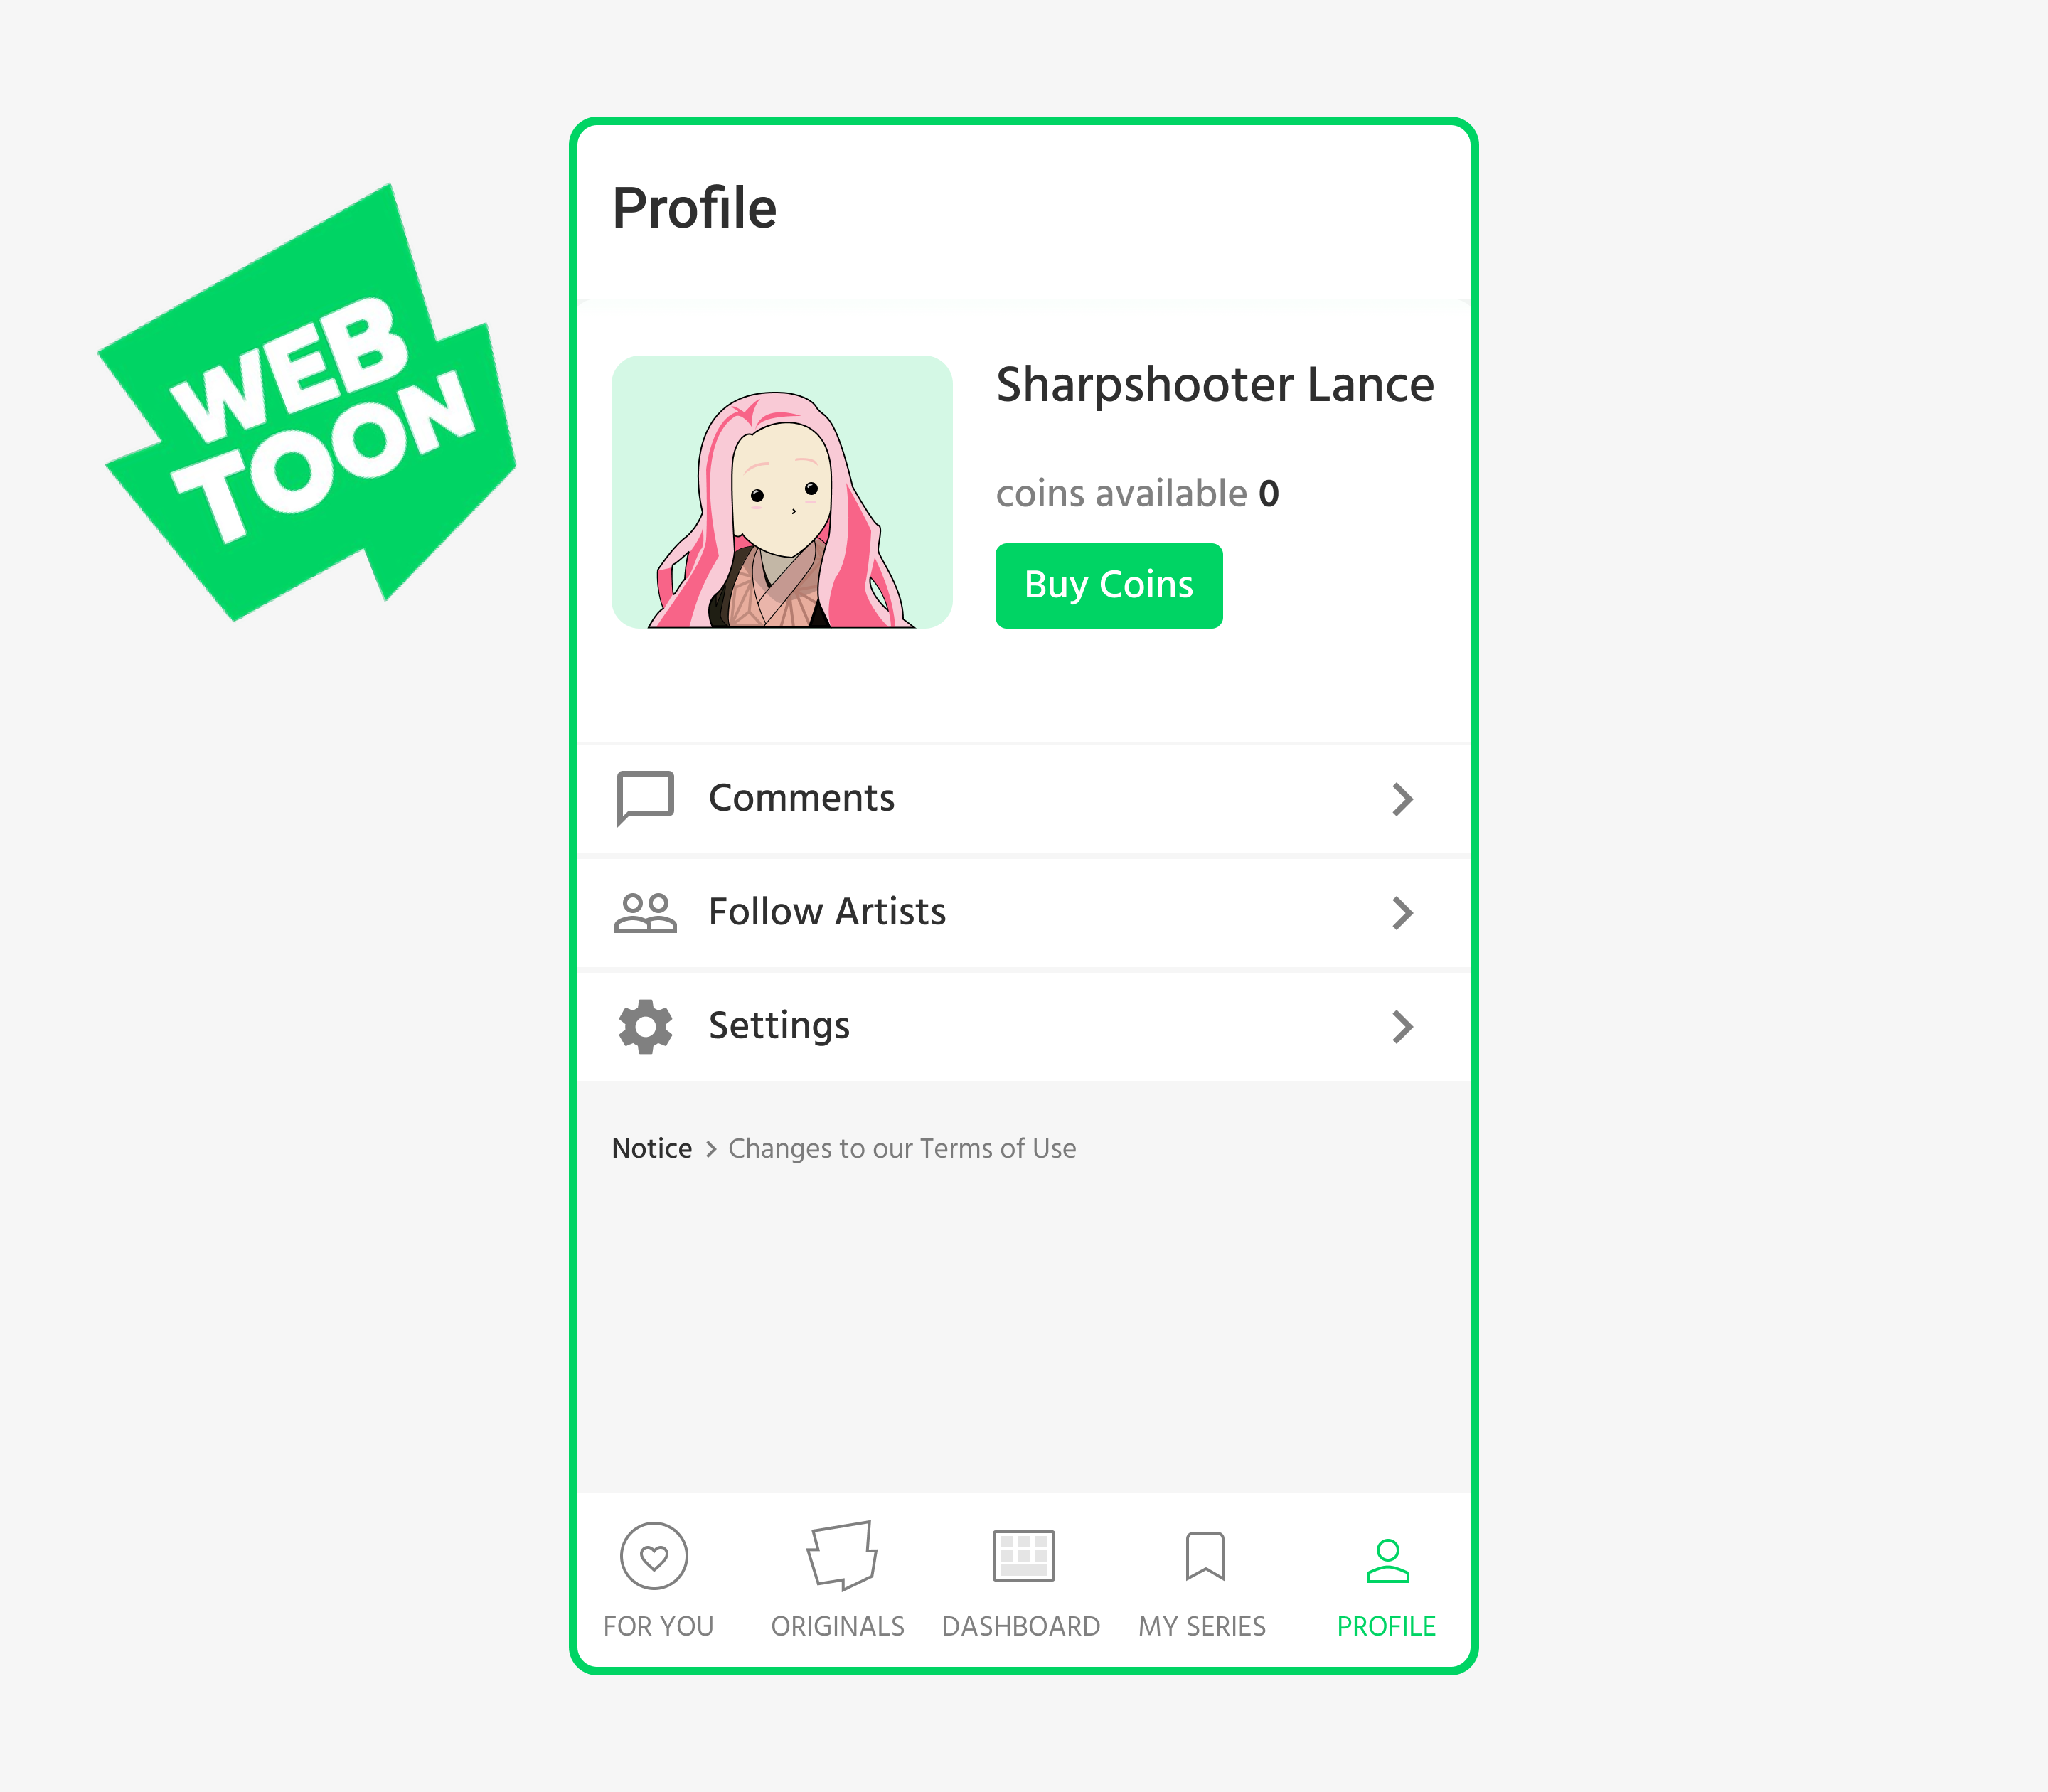 WEB
TOON
Profile
Sharpshooter Lance
coins available 0
Buy Coins
Comments
Follow Artists
Settings
Notice > Changes to our Terms of Use
FOR YOU ORIGINALS DASHBOARD MY SERIES PROFILE